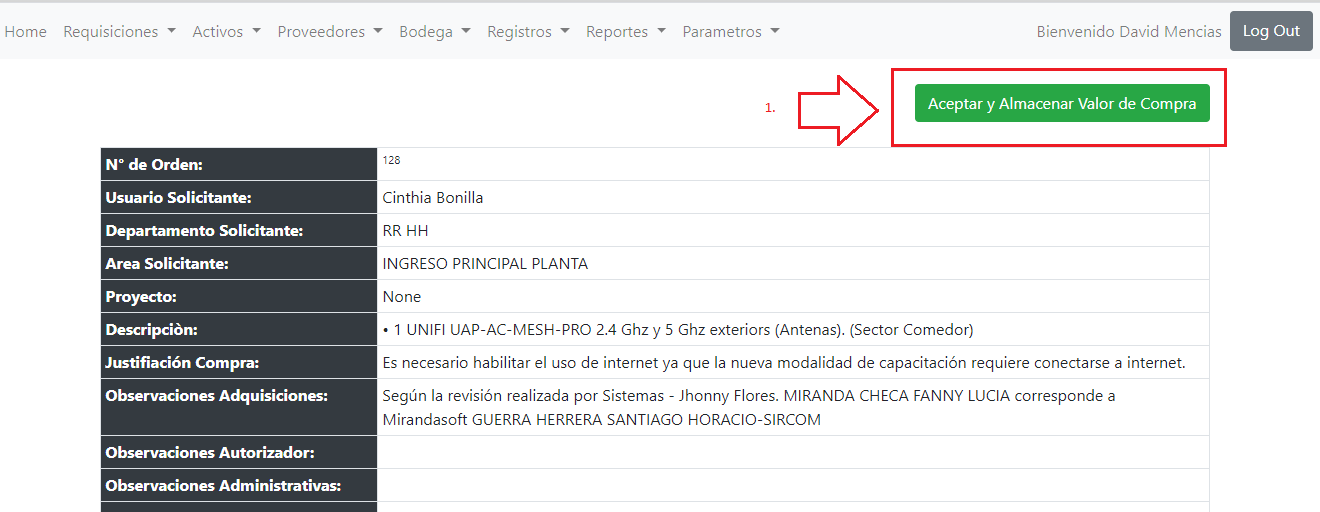 Home Requisiciones Activos Proveedores Bodega Registros Reportes Parametros Bienvenido David Mencias Log Out
1. Aceptar y Almacenar Valor de Compra
N° de Orden: 128
Usuario Solicitante: Cinthia Bonilla
Departamento Solicitante: RR HH
Area Solicitante: INGRESO PRINCIPAL PLANTA
Proyecto: None
Descripciòn: • 1 UNIFI UAP-AC-MESH-PRO 2.4 Ghz y 5 Ghz exteriors (Antenas). (Sector Comedor)
Justifiación Compra: Es necesario habilitar el uso de internet ya que la nueva modalidad de capacitación requiere conectarse a internet.
Observaciones Adquisiciones: Según la revisión realizada por Sistemas - Jhonny Flores. MIRANDA CHECA FANNY LUCIA corresponde a
Mirandasoft GUERRA HERRERA SANTIAGO HORACIO-SIRCOM
Observaciones Autorizador:
Observaciones Administrativas: